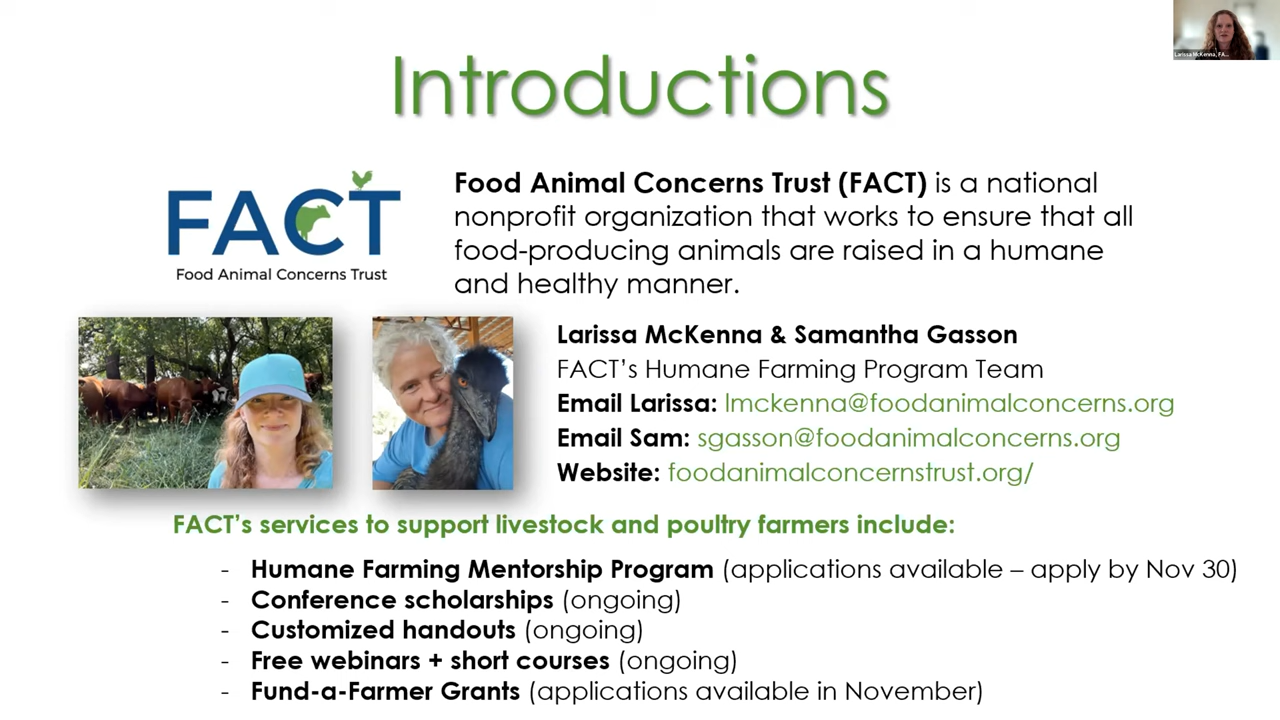 Larissa McKenna, FA...
Introductions
FACT
Food Animal Concerns Trust
Food Animal Concerns Trust (FACT) is a national
nonprofit organization that works to ensure that all
food-producing animals are raised in a humane
and healthy manner.
Larissa McKenna & Samantha Gasson
FACT’s Humane Farming Program Team
Email Larissa: lmckenna@foodanimalconcerns.org
Email Sam: sgasson@foodanimalconcerns.org
Website: foodanimalconcernstrust.org/
FACT’s services to support livestock and poultry farmers include:
- Humane Farming Mentorship Program (applications available – apply by Nov 30)
- Conference scholarships (ongoing)
- Customized handouts (ongoing)
- Free webinars + short courses (ongoing)
- Fund-a-Farmer Grants (applications available in November)